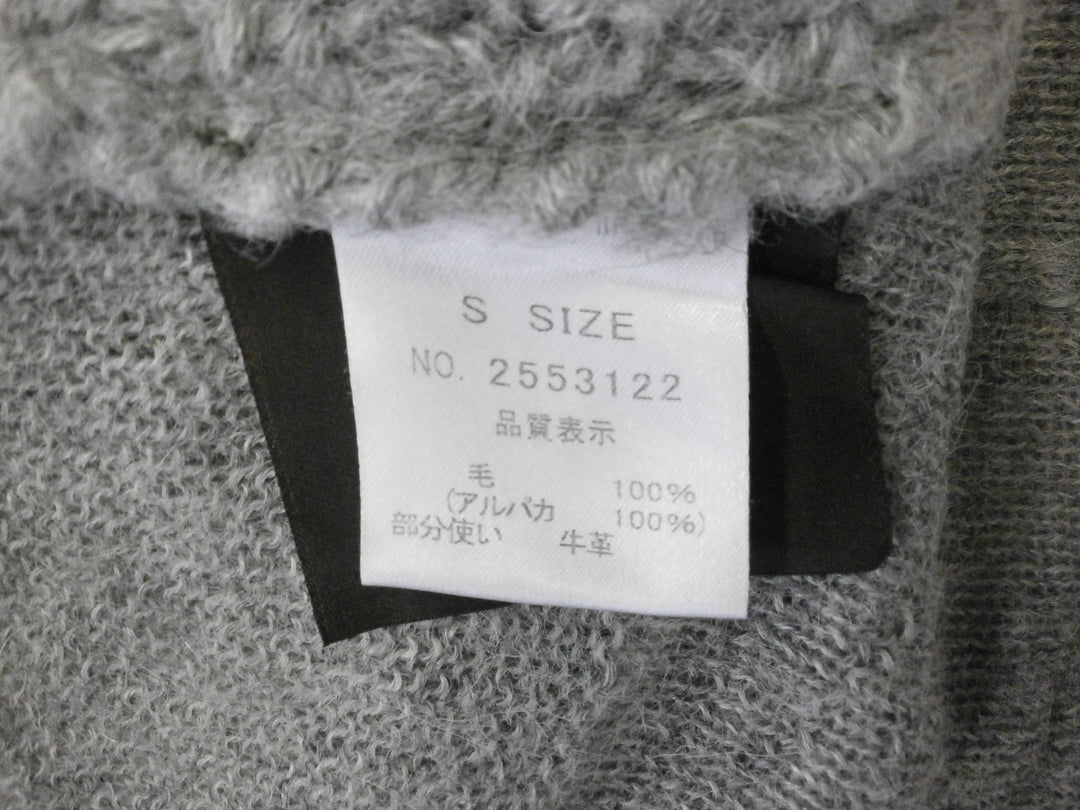 S SIZE
NO. 2553122
品質表示
毛 100%
(アルパカ 100%)
部分使い 牛革